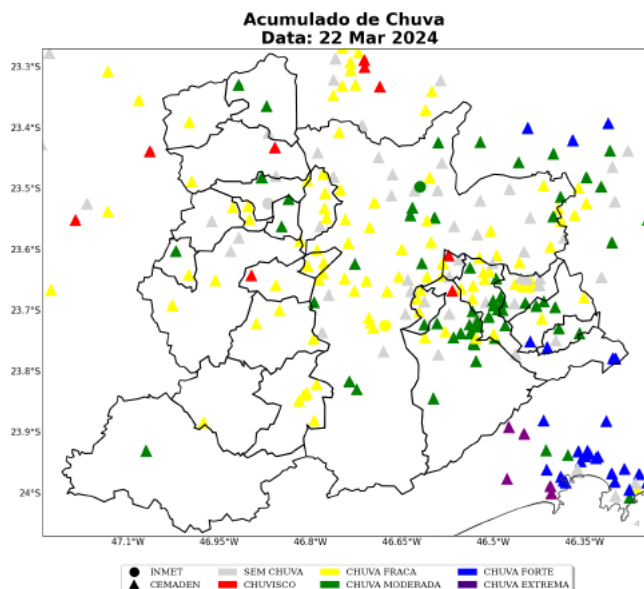 Acumulado de Chuva
Data: 22 Mar 2024
23.3°S
23.4°S
23.5°S
23.6°S
23.7°S
23.8°S
23.9°S
24°S
47.1°W 46.95°W 46.8°W 46.65°W 46.5°W 46.35°W
INMET SEM CHUVA CHUVA FRACA CHUVA FORTE
CEMADEN CHUVISCO CHUVA MODERADA CHUVA EXTREMA